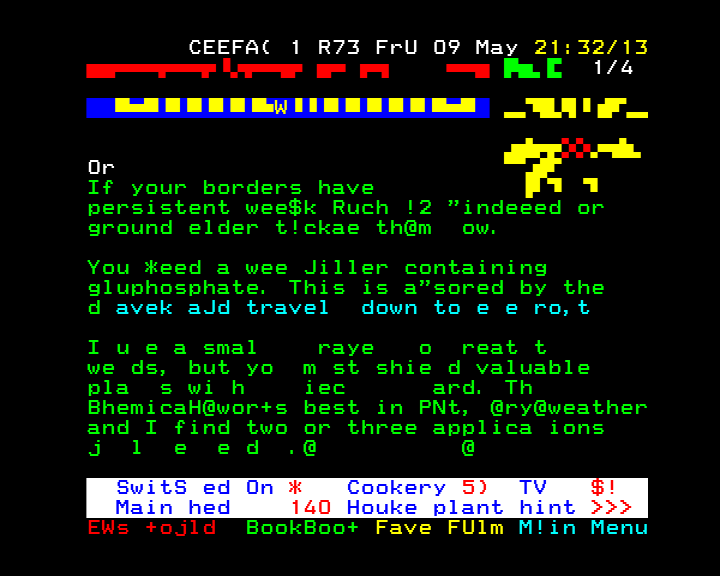 CEEFA( 1 R73 FrU 09 May 21:32/13
1/4
W
Or
If your borders have
persistent wee$k Ruch !2 "indeeed or
ground elder t!ckae th@m  ow.
You *eed a wee Jiller containing
gluphosphate. This is a"sored by the
d avek aJd travel  down to e e ro,t
I u e a smal    raye   o  reat t
we ds, but yo  m st shie d valuable
pla  s wi h    iec      ard.  Th
BhemicaH@wor+s best in PNt, @ry@weather
and I find two or three applica ions
j  l  e  e d  .@          @
SwitS ed On *   Cookery 5)  TV   $!
Main hed    140 Houke plant hint >>>
EWs +ojld  BookBoo+ Fave FUlm M!in Menu